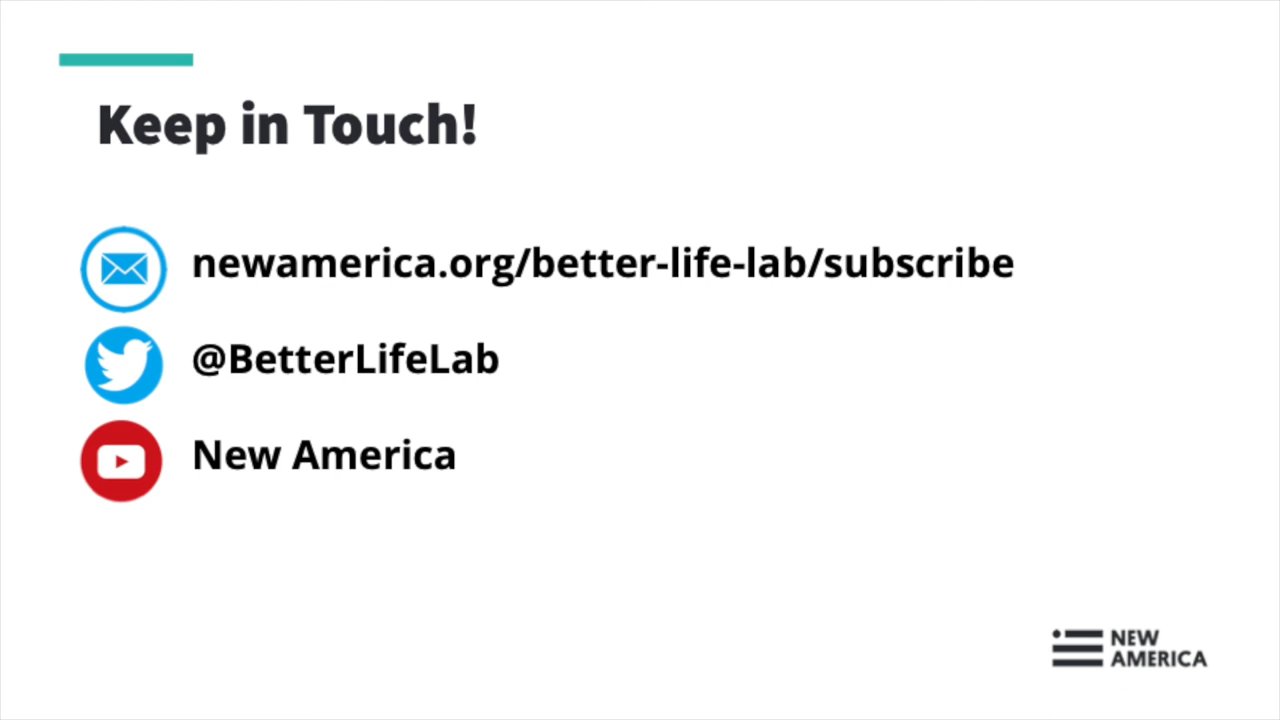 Keep in Touch!
newamerica.org/better-life-lab/subscribe
@BetterLifeLab
New America
NEW
AMERICA